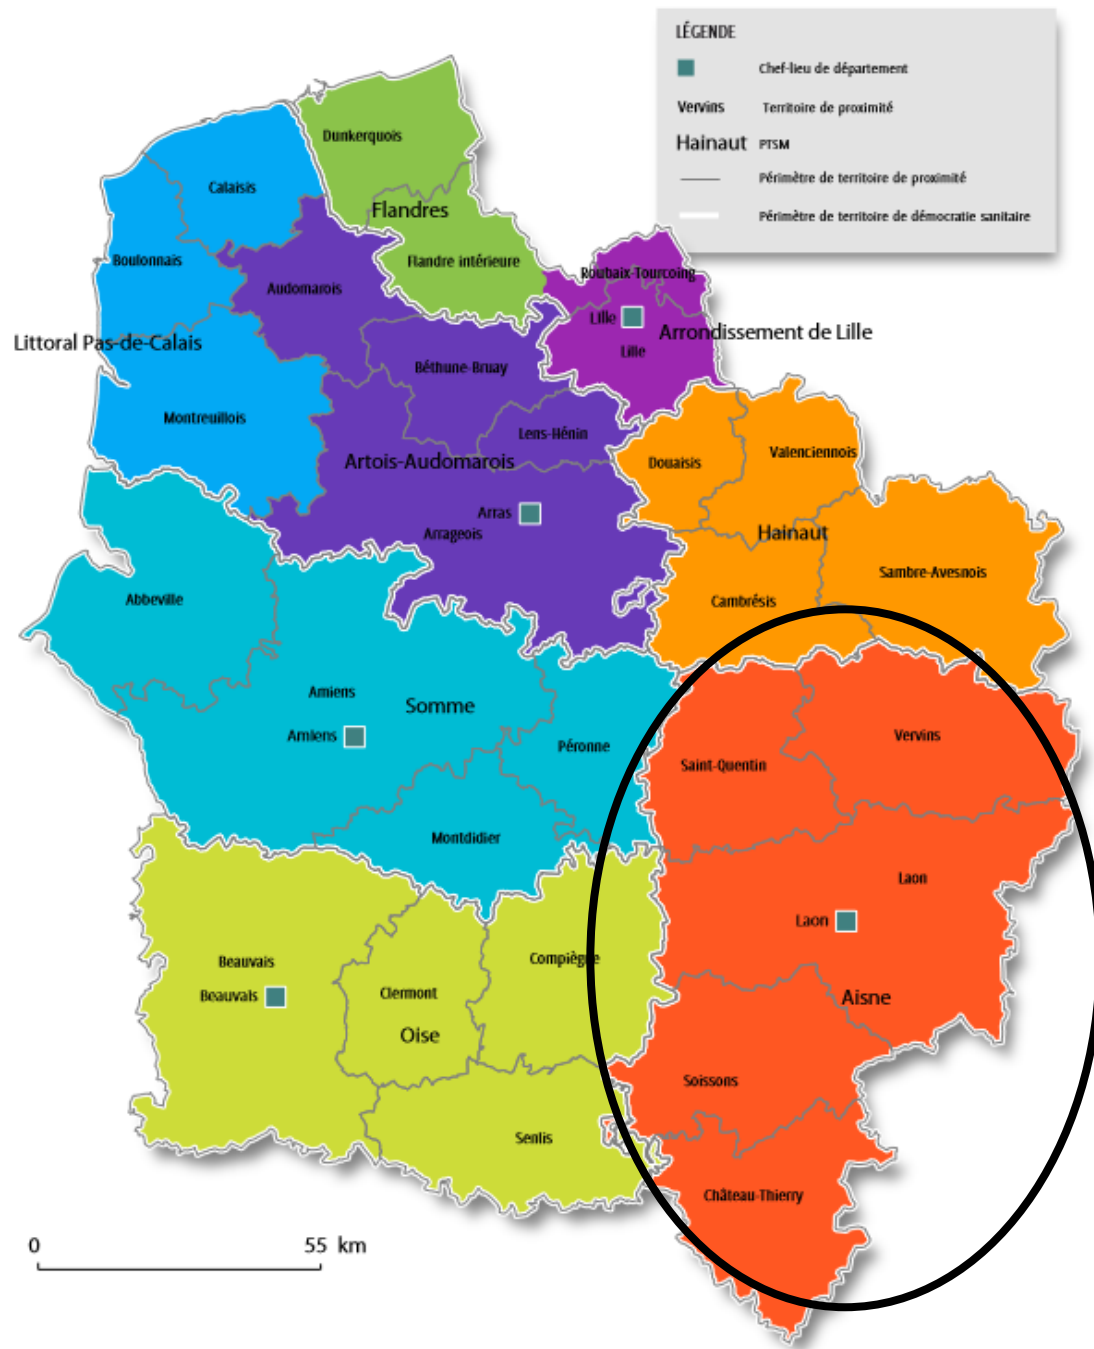 LÉGENDE
Chef-lieu de département
Vervins Territoire de proximité
Hainaut PTSM
Périmètre de territoire de proximité
Périmètre de territoire de démocratie sanitaire
Dunkerquois
Calaisis
Flandres
Boulonnais
Flandre intérieure
Roubaix-Tourcoing
Audomarois
Lille
Arrondissement de Lille
Littoral Pas-de-Calais
Lille
Béthune-Bruay
Montreuillois
Lens-Hénin
Valenciennois
Artois-Audomarois
Douaisis
Arras
Arrageois
Hainaut
Sambre-Avesnois
Abbeville
Cambrésis
Amiens
Somme
Amiens
Vervins
Péronne
Saint-Quentin
Montdidier
Laon
Laon
Compiègne
Beauvais
Clermont
Beauvais
Aisne
Oise
Soissons
Senlis
Château-Thierry
0 55 km